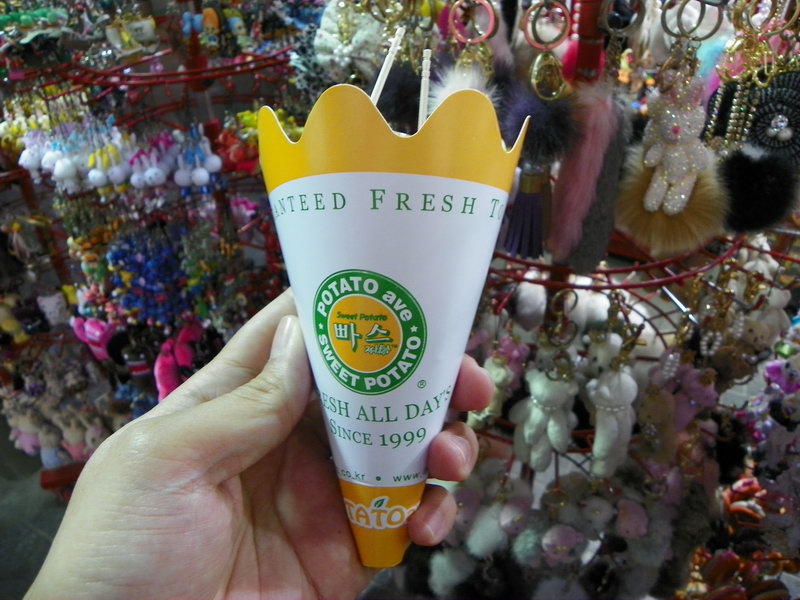 ANTEED FRESH TO
POTATO ave
Sweet Potato
빠스
SWEET POTATO
®
ESH ALL DAY'S
SINCE 1999
.co.kr • www.
TATO